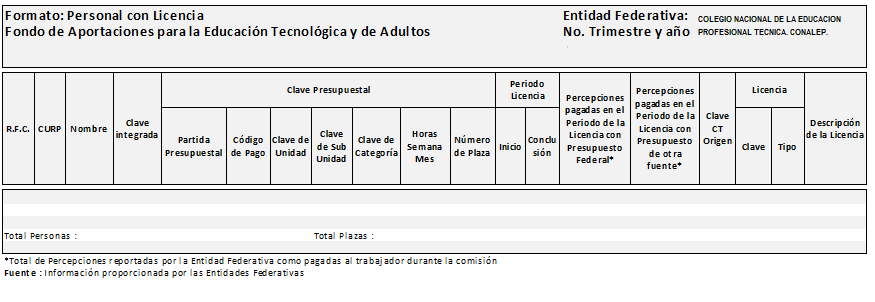 Formato: Personal con Licencia
Fondo de Aportaciones para la Educación Tecnológica y de Adultos
Entidad Federativa: COLEGIO NACIONAL DE LA EDUCACION
No. Trimestre y año PROFESIONAL TECNICA. CONALEP.
R.F.C.
CURP
Nombre
Clave
integrada
Clave Presupuestal
Partida
Presupuestal
Código
de Pago
Clave de
Unidad
Clave
de Sub
Unidad
Clave de
Categoría
Horas
Semana
Mes
Número
de Plaza
Periodo
Licencia
Inicio
Conclu
sión
Percepciones
pagadas en el
Periodo de la
Licencia con
Presupuesto
Federal*
Percepciones
pagadas en el
Periodo de la
Licencia con
Presupuesto
de otra
fuente*
Clave
CT
Origen
Licencia
Clave
Tipo
Descripción
de la Licencia
Total Personas :
Total Plazas :
*Total de Percepciones reportadas por la Entidad Federativa como pagadas al trabajador durante la comisión
Fuente : Información proporcionada por las Entidades Federativas